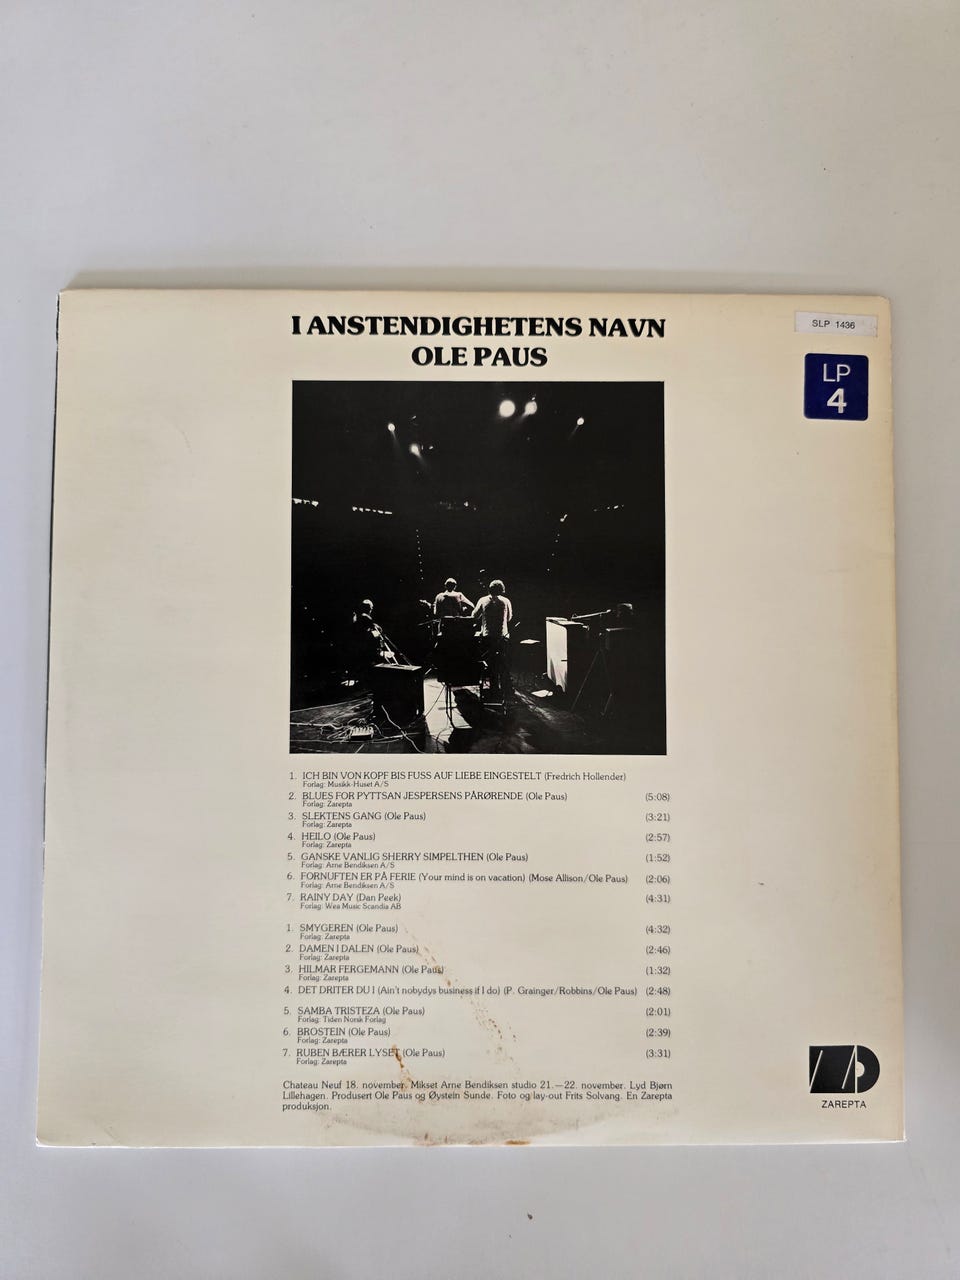 I ANSTENDIGHETENS NAVN
OLE PAUS
SLP 1436
LP
4
1. ICH BIN VON KOPF BIS FUSS AUF LIEBE EINGESTELT (Fredrich Hollender)
Forlag: Musikk-Huset A/S
2. BLUES FOR PYTTSAN JESPERSENS PÅRØRENDE (Ole Paus) (5:08)
Forlag: Zarepta
3. SLEKTENS GANG (Ole Paus) (3:21)
Forlag: Zarepta
4. HEILO (Ole Paus) (2:57)
Forlag: Zarepta
5. GANSKE VANLIG SHERRY SIMPELTHEN (Ole Paus) (1:52)
Forlag: Arne Bendiksen A/S
6. FORNUFTEN ER PÅ FERIE (Your mind is on vacation) (Mose Allison/Ole Paus) (2:06)
Forlag: Arne Bendiksen A/S
7. RAINY DAY (Dan Peek) (4:31)
Forlag: Wea Music Scandia AB
1. SMYGEREN (Ole Paus) (4:32)
Forlag: Zarepta
2. DAMEN I DALEN (Ole Paus) (2:46)
Forlag: Zarepta
3. HILMAR FERGEMANN (Ole Paus) (1:32)
Forlag: Zarepta
4. DET DRITER DU I (Ain't nobydys business if I do) (P. Grainger/Robbins/Ole Paus) (2:48)
5. SAMBA TRISTEZA (Ole Paus) (2:01)
Forlag: Tiden Norsk Forlag
6. BROSTEIN (Ole Paus) (2:39)
Forlag: Zarepta
7. RUBEN BÆRER LYSET (Ole Paus) (3:31)
Forlag: Zarepta
Chateau Neuf 18. november. Mikset Arne Bendiksen studio 21.—22. november. Lyd Bjørn
Lillehagen. Produsert Ole Paus og Øystein Sunde. Foto og lay-out Frits Solvang. En Zarepta
produksjon.
ZAREPTA